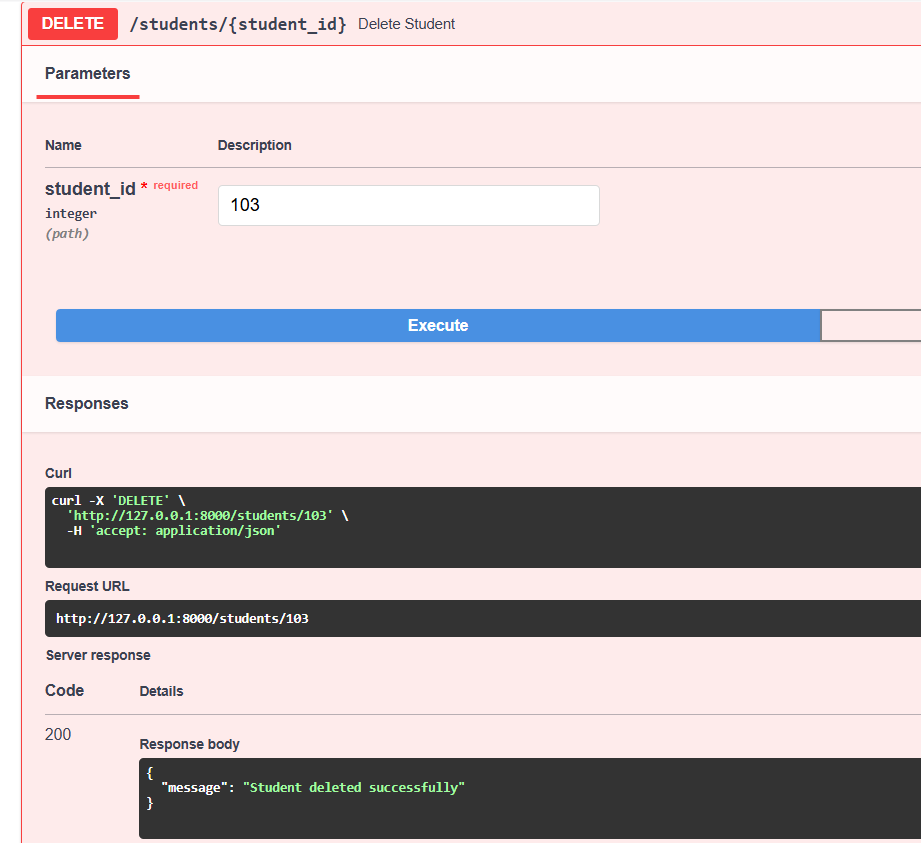 DELETE /students/{student_id} Delete Student
Parameters
Name Description
student_id * required
103
integer
(path)
Execute
Responses
Curl
curl -X 'DELETE' \
  'http://127.0.0.1:8000/students/103' \
  -H 'accept: application/json'
Request URL
http://127.0.0.1:8000/students/103
Server response
Code Details
200
Response body
{
  "message": "Student deleted successfully"
}